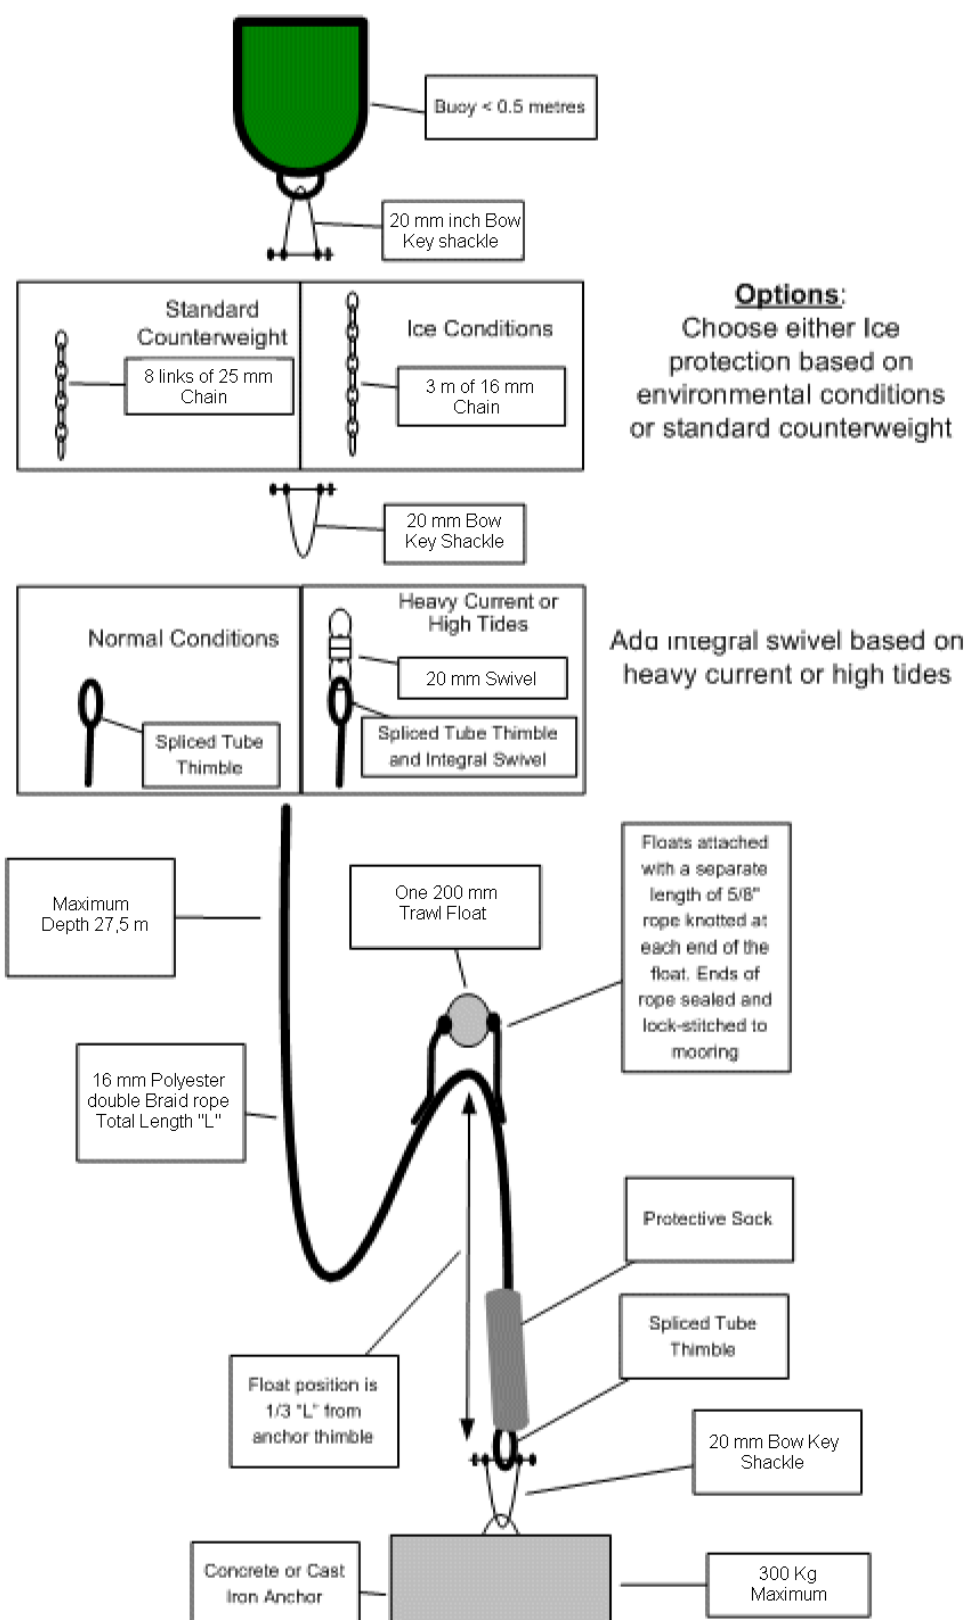 Buoy < 0.5 metres
20 mm inch Bow
Key shackle
Standard
Counterweight
8 links of 25 mm
Chain
Ice Conditions
3 m of 16 mm
Chain
Options:
Choose either Ice
protection based on
environmental conditions
or standard counterweight
20 mm Bow
Key Shackle
Normal Conditions
Spliced Tube
Thimble
Heavy Current or
High Tides
20 mm Swivel
Spliced Tube Thimble
and Integral Swivel
Add integral swivel based on
heavy current or high tides
Maximum
Depth 27,5 m
One 200 mm
Trawl Float
Floats attached
with a separate
length of 5/8"
rope knotted at
each end of the
float. Ends of
rope sealed and
lock-stitched to
mooring
16 mm Polyester
double Braid rope
Total Length "L"
Protective Sock
Spliced Tube
Thimble
Float position is
1/3 "L" from
anchor thimble
20 mm Bow Key
Shackle
Concrete or Cast
Iron Anchor
300 Kg
Maximum